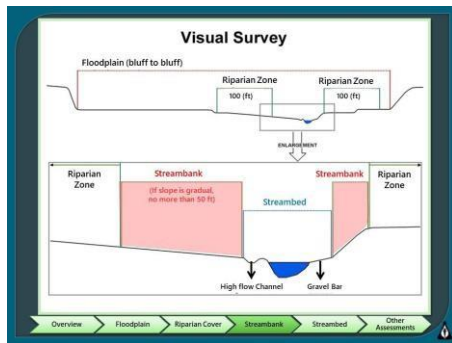 Visual Survey
Floodplain (bluff to bluff)
Riparian Zone
Riparian Zone
100 (ft)
100 (ft)
ENLARGEMENT
Riparian
Zone
Streambank
(If slope is gradual,
no more than 50 ft)
Streambed
Streambank
Riparian
Zone
High flow Channel
Gravel Bar
Overview
Floodplain
Riparian Cover
Streambank
Streambed
Other
Assessments